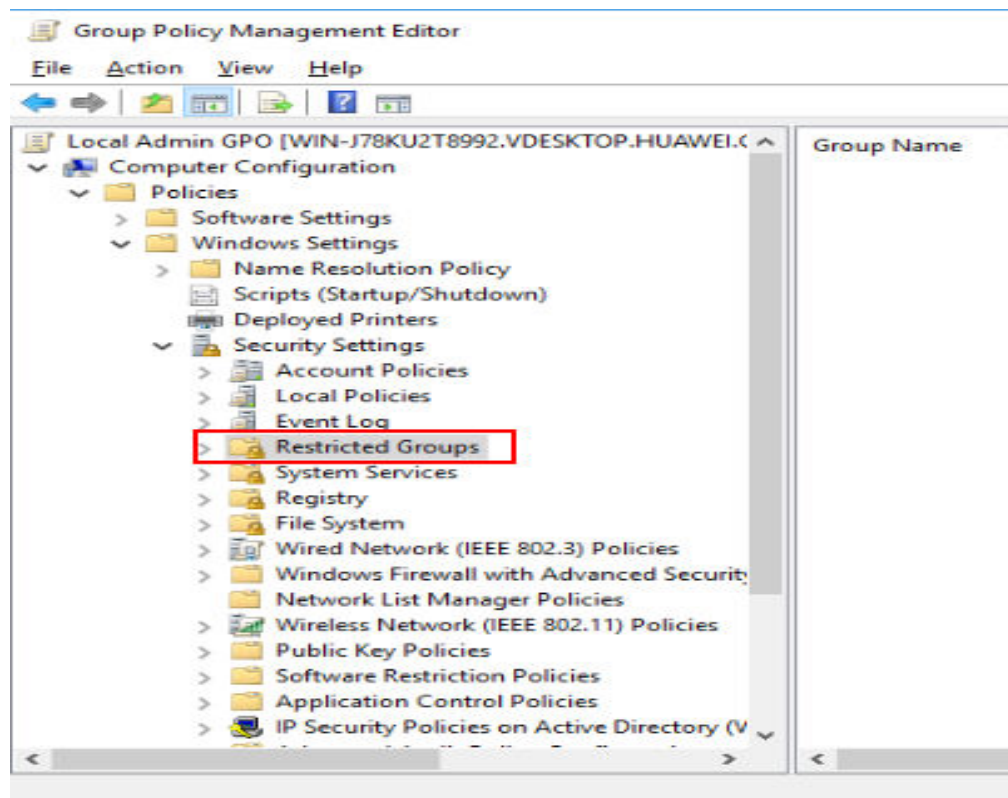 Group Policy Management Editor
File Action View Help
Local Admin GPO [WIN-J78KU2T8992.VDESKTOP.HUAWEI.C
Group Name
Computer Configuration
Policies
Software Settings
Windows Settings
Name Resolution Policy
Scripts (Startup/Shutdown)
Deployed Printers
Security Settings
Account Policies
Local Policies
Event Log
Restricted Groups
System Services
Registry
File System
Wired Network (IEEE 802.3) Policies
Windows Firewall with Advanced Security
Network List Manager Policies
Wireless Network (IEEE 802.11) Policies
Public Key Policies
Software Restriction Policies
Application Control Policies
IP Security Policies on Active Directory (V